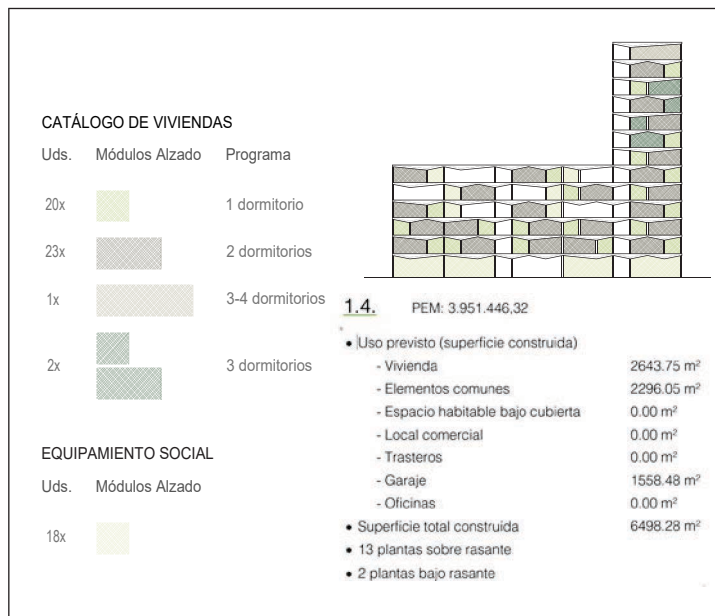 CATÁLOGO DE VIVIENDAS
Uds. Módulos Alzado Programa
20x 1 dormitorio
23x 2 dormitorios
1x 3-4 dormitorios
2x 3 dormitorios
EQUIPAMIENTO SOCIAL
Uds. Módulos Alzado
18x
1.4. PEM: 3.951.446,32
• Uso previsto (superficie construida)
- Vivienda 2643.75 m²
- Elementos comunes 2296.05 m²
- Espacio habitable bajo cubierta 0.00 m²
- Local comercial 0.00 m²
- Trasteros 0.00 m²
- Garaje 1558.48 m²
- Oficinas 0.00 m²
• Superficie total construida 6498.28 m²
• 13 plantas sobre rasante
• 2 plantas bajo rasante